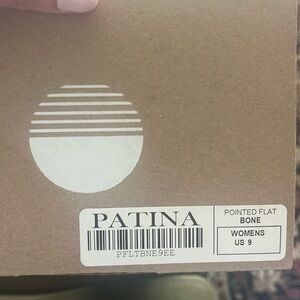 PATINA
PFLTBNE9EE
POINTED FLAT
BONE
WOMENS
US 9